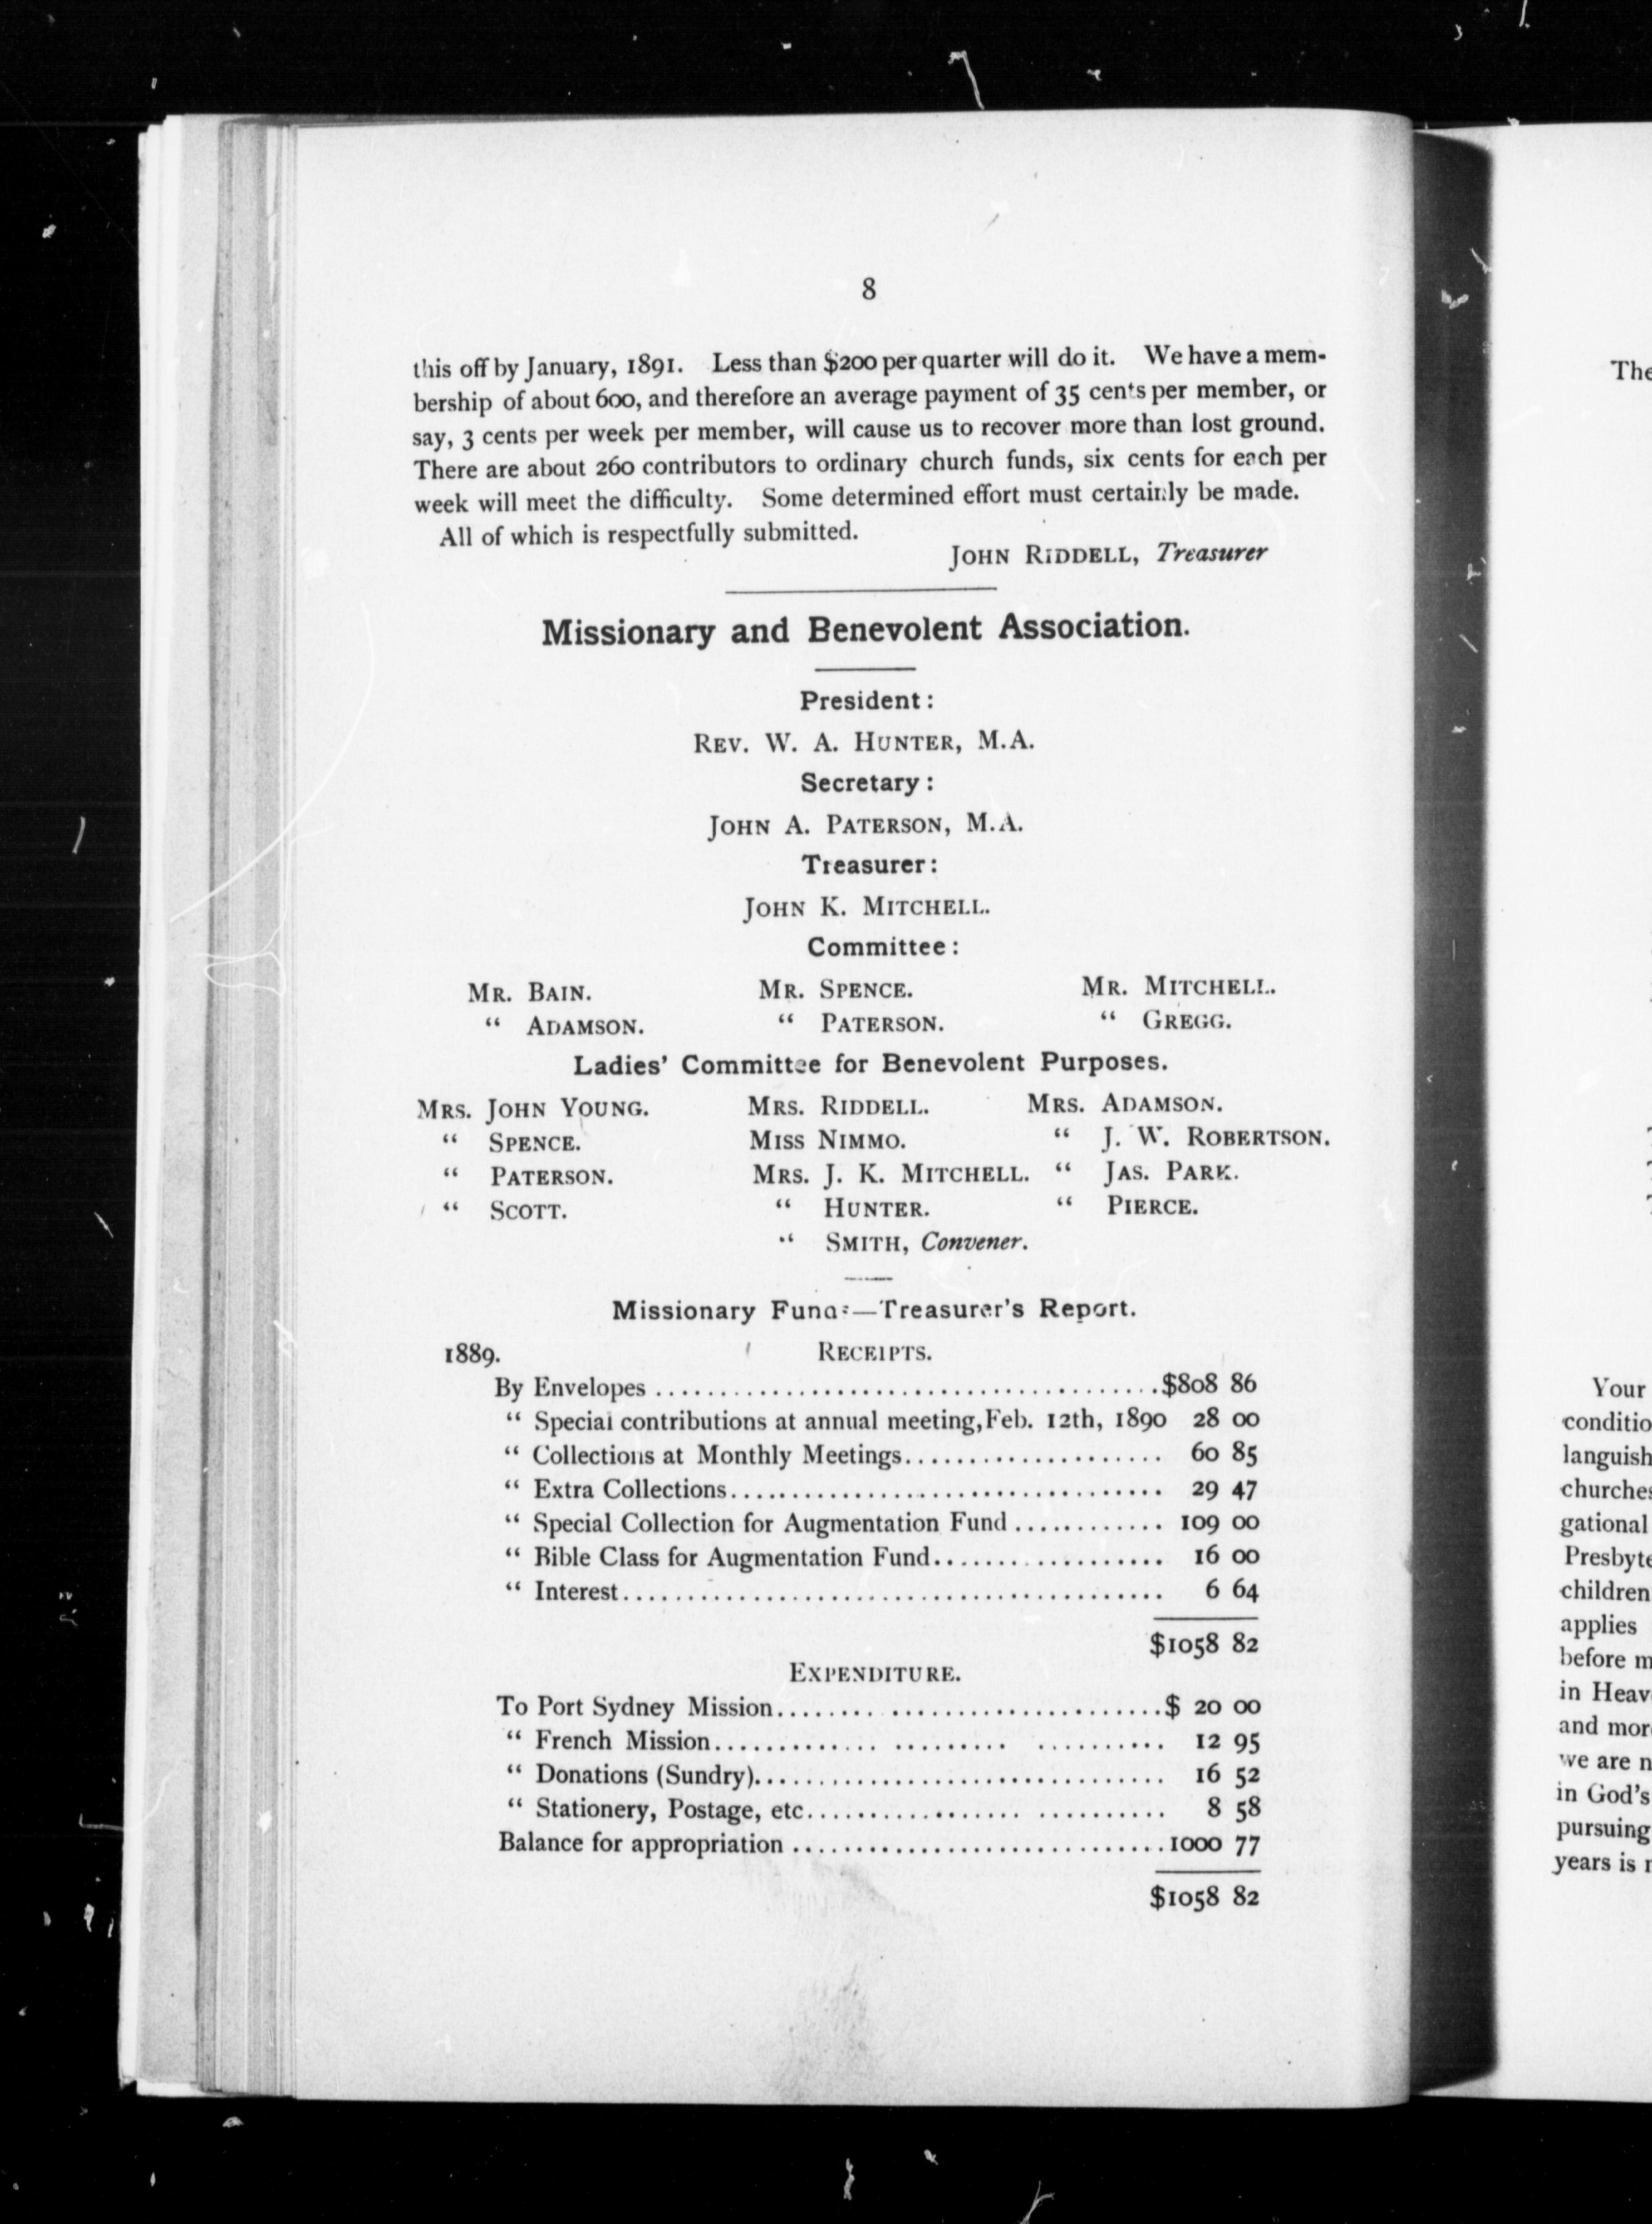 8
this off by January, 1891. Less than $200 per quarter will do it. We have a mem-
bership of about 600, and therefore an average payment of 35 cents per member, or
say, 3 cents per week per member, will cause us to recover more than lost ground.
There are about 260 contributors to ordinary church funds, six cents for each per
week will meet the difficulty. Some determined effort must certainly be made.
All of which is respectfully submitted.
JOHN RIDDELL, Treasurer
Missionary and Benevolent Association.
President:
REV. W. A. HUNTER, M.A.
Secretary:
JOHN A. PATERSON, M.A.
Treasurer:
JOHN K. MITCHELL.
Committee:
MR. BAIN. MR. SPENCE. MR. MITCHELL.
“ ADAMSON. “ PATERSON. “ GREGG.
Ladies' Committee for Benevolent Purposes.
MRS. JOHN YOUNG. MRS. RIDDELL. MRS. ADAMSON.
“ SPENCE. MISS NIMMO. “ J. W. ROBERTSON.
“ PATERSON. MRS. J. K. MITCHELL. “ JAS. PARK.
“ SCOTT. “ HUNTER. “ PIERCE.
“ SMITH, Convener.
Missionary Fund:—Treasurer's Report.
1889. RECEIPTS.
By Envelopes ....................................... $808 86
“ Special contributions at annual meeting, Feb. 12th, 1890 28 00
“ Collections at Monthly Meetings.................... 60 85
“ Extra Collections.................................. 29 47
“ Special Collection for Augmentation Fund ............ 109 00
“ Bible Class for Augmentation Fund.................. 16 00
“ Interest.......................................... 6 64
$1058 82
EXPENDITURE.
To Port Sydney Mission........ ..................... $ 20 00
“ French Mission............. ......... .......... 12 95
“ Donations (Sundry)................................ 16 52
“ Stationery, Postage, etc................. .......... 8 58
Balance for appropriation ............................. 1000 77
$1058 82
The
Your
conditio
languish
churches
gational
Presbyte
children
applies
before m
in Heav
and mor
we are n
in God's
pursuing
years is